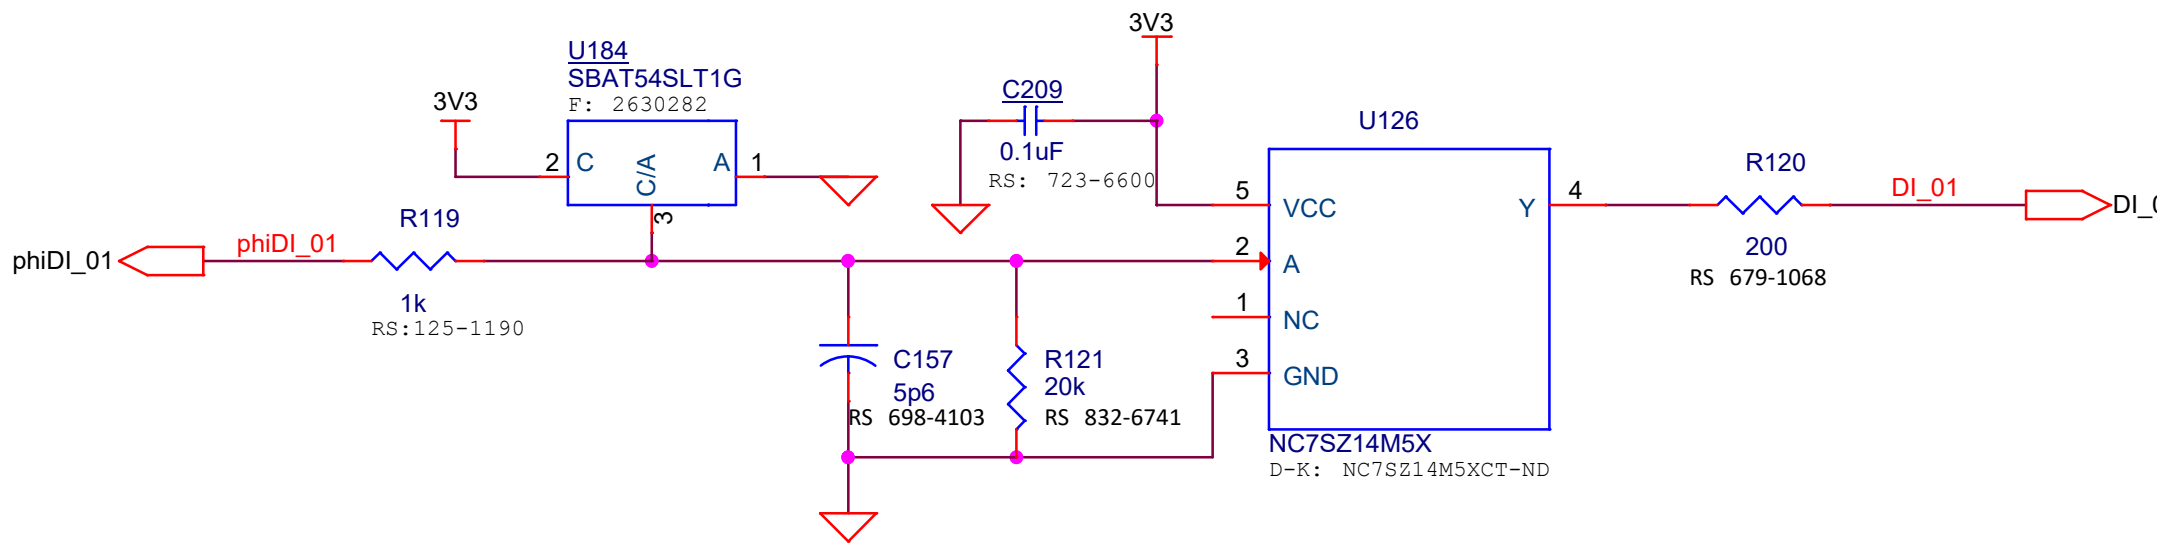 3V3
U184
SBAT54SLT1G
F: 2630282
3V3
C209
0.1uF
RS: 723-6600
U126
2
C
C/A
A
1
3
R119
phiDI_01
phiDI_01
1k
RS:125-1190
5
VCC
2
A
1
NC
3
GND
Y
4
R120
DI_01
200
RS 679-1068
C157
5p6
RS 698-4103
R121
20k
RS 832-6741
NC7SZ14M5X
D-K: NC7SZ14M5XCT-ND